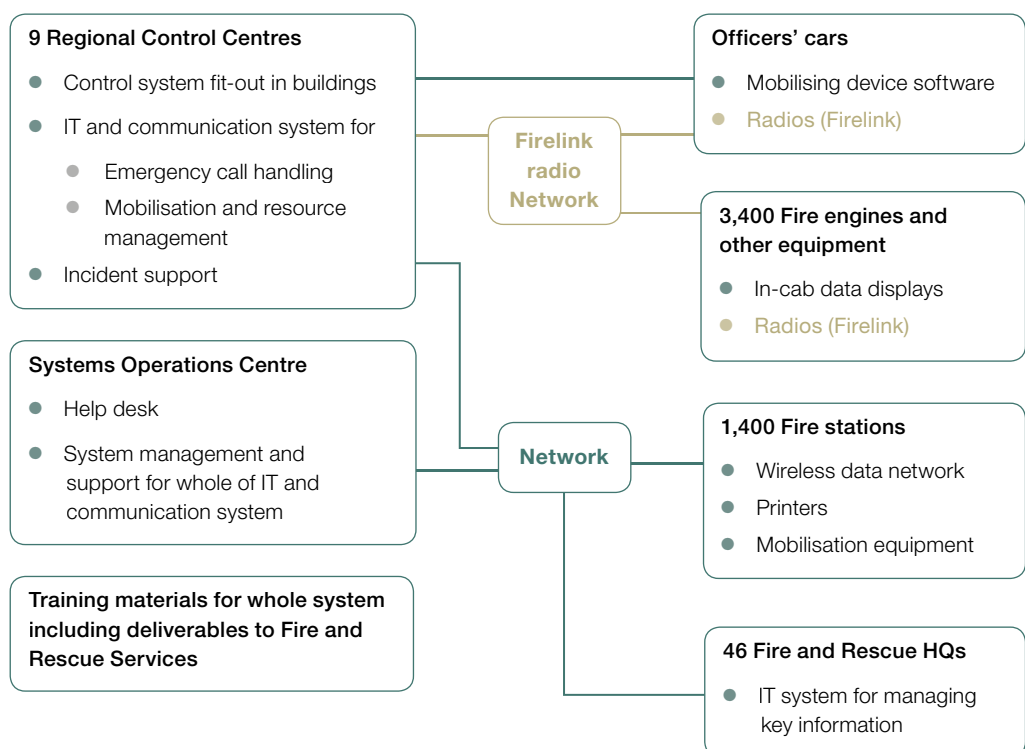 9 Regional Control Centres
Control system fit-out in buildings
IT and communication system for
Emergency call handling
Mobilisation and resource
management
Incident support
Systems Operations Centre
Help desk
System management and
support for whole of IT and
communication system
Training materials for whole system
including deliverables to Fire and
Rescue Services
Firelink
radio
Network
Network
Officers’ cars
Mobilising device software
Radios (Firelink)
3,400 Fire engines and
other equipment
In-cab data displays
Radios (Firelink)
1,400 Fire stations
Wireless data network
Printers
Mobilisation equipment
46 Fire and Rescue HQs
IT system for managing
key information